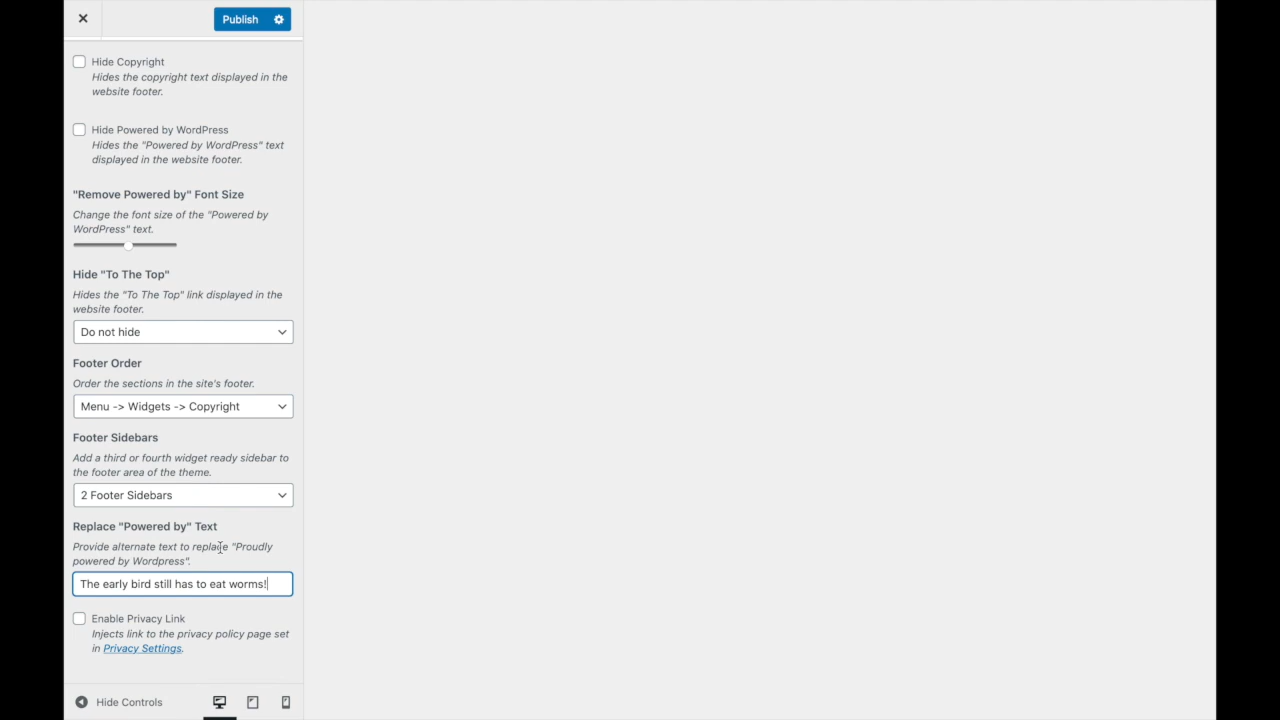 Publish
Hide Copyright
Hides the copyright text displayed in the
website footer.
Hide Powered by WordPress
Hides the "Powered by WordPress" text
displayed in the website footer.
"Remove Powered by" Font Size
Change the font size of the "Powered by
WordPress" text.
Hide "To The Top"
Hides the "To The Top" link displayed in the
website footer.
Do not hide
Footer Order
Order the sections in the site's footer.
Menu -> Widgets -> Copyright
Footer Sidebars
Add a third or fourth widget ready sidebar to
the footer area of the theme.
2 Footer Sidebars
Replace "Powered by" Text
Provide alternate text to replace "Proudly
powered by Wordpress".
The early bird still has to eat worms!
Enable Privacy Link
Injects link to the privacy policy page set
in Privacy Settings.
Hide Controls